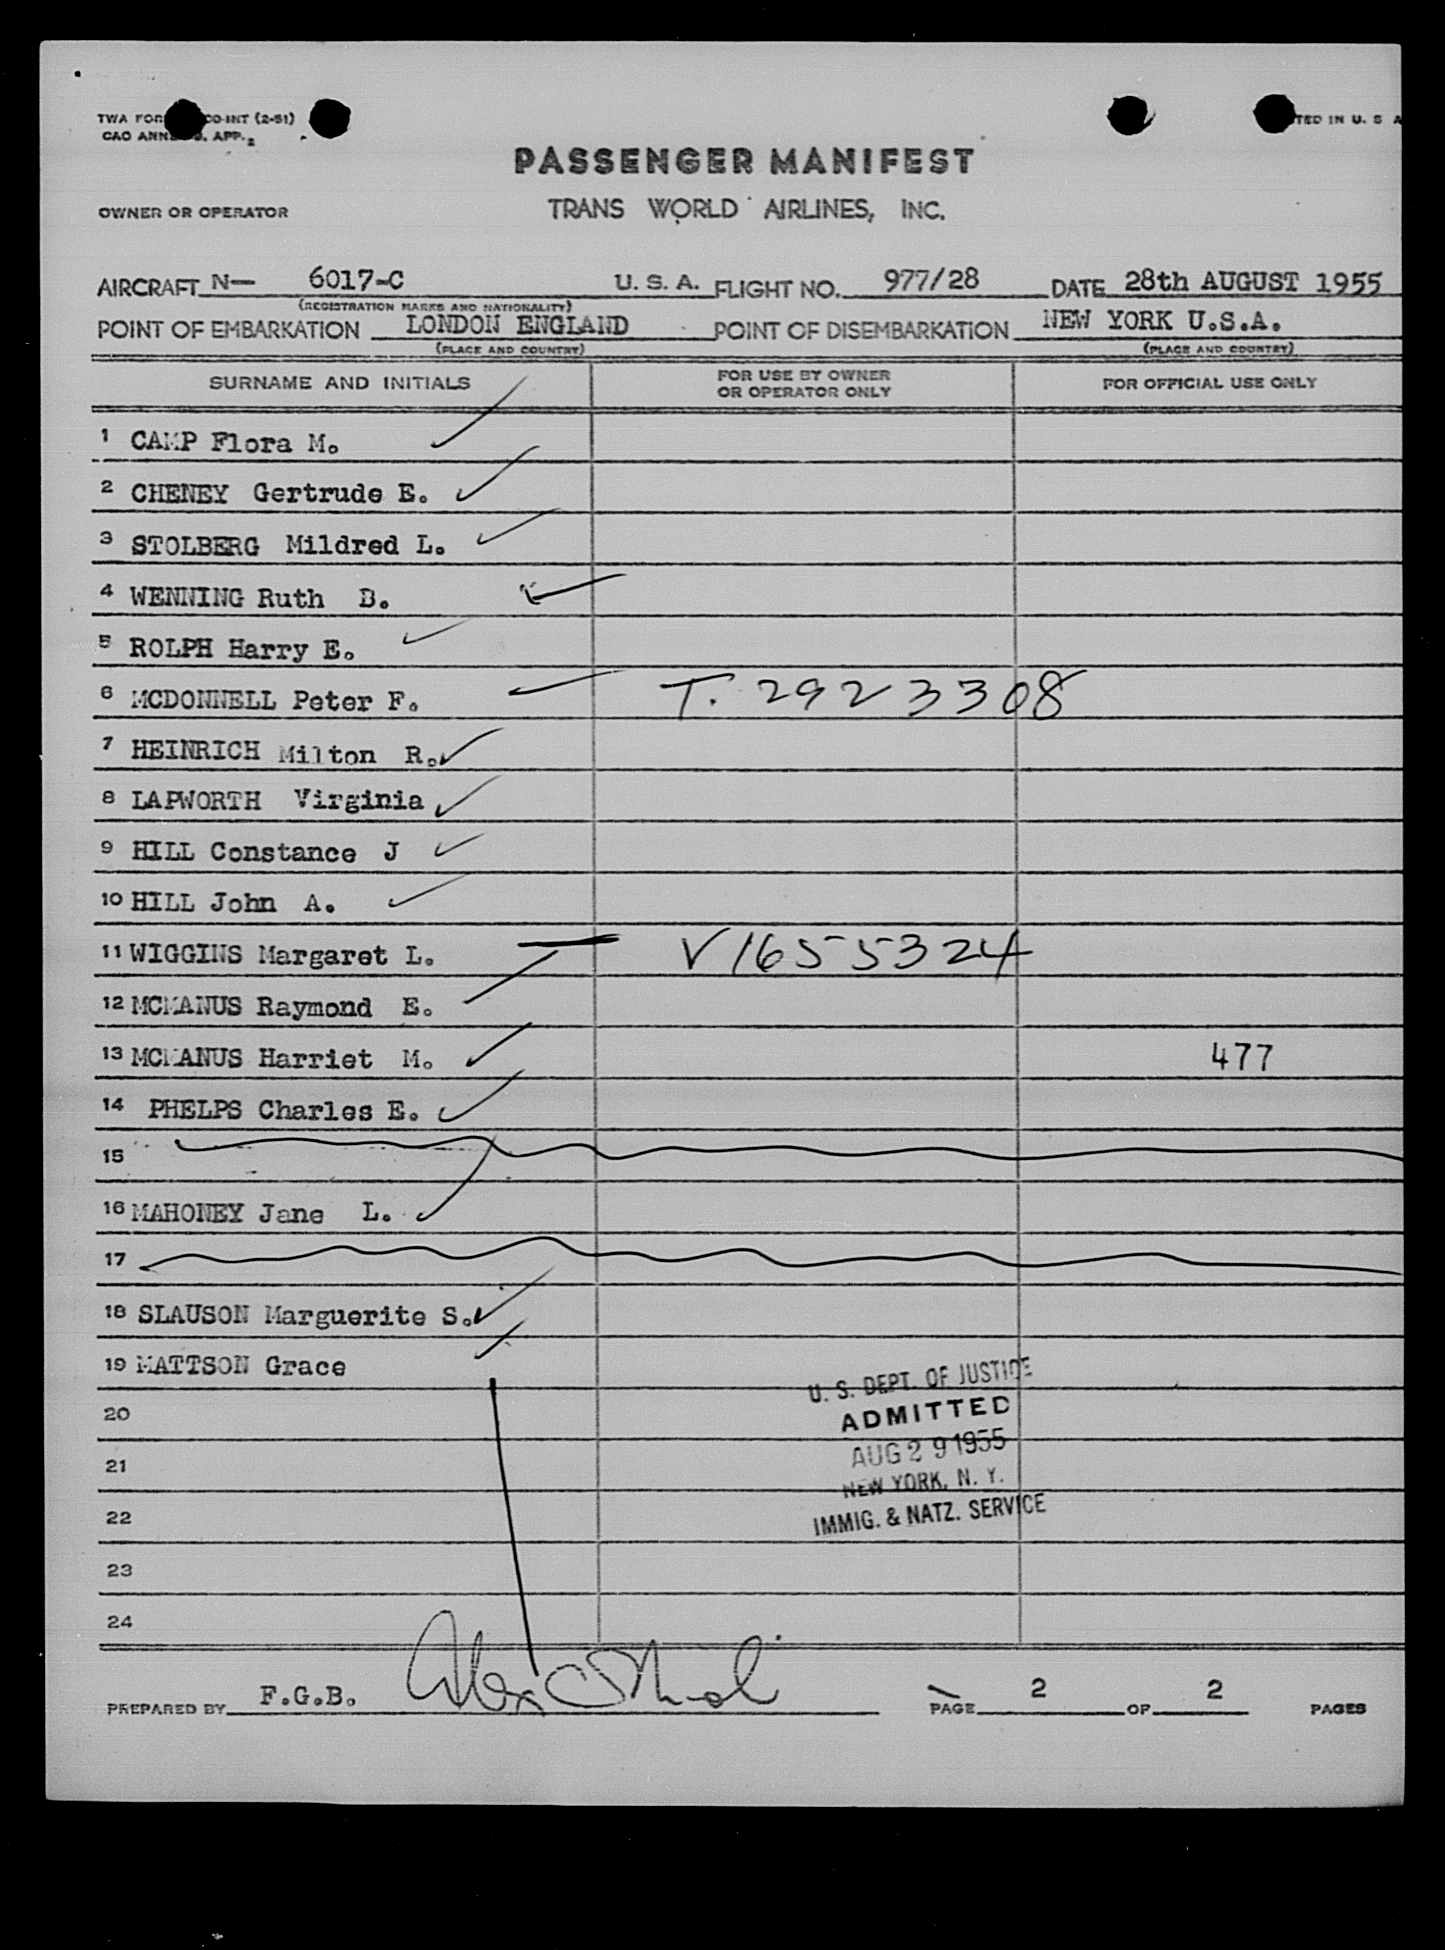 TWA FOR CO-INT (2-51)
CAO ANN 9, APP. 2
TED IN U. S A
PASSENGER MANIFEST
OWNER OR OPERATOR TRANS WORLD AIRLINES, INC.
AIRCRAFT N— 6017-C U. S. A. FLIGHT NO. 977/28 DATE 28th AUGUST 1955
(REGISTRATION MARKS AND NATIONALITY)
POINT OF EMBARKATION LONDON ENGLAND POINT OF DISEMBARKATION NEW YORK U.S.A.
(PLACE AND COUNTRY) (PLACE AND COUNTRY)
SURNAME AND INITIALS FOR USE BY OWNER OR OPERATOR ONLY FOR OFFICIAL USE ONLY
1 CAMP Flora M.
2 CHENEY Gertrude E.
3 STOLBERG Mildred L.
4 WENNING Ruth B.
5 ROLPH Harry E.
6 MCDONNELL Peter F. T. 2923308
7 HEINRICH Milton R.
8 LAPWORTH Virginia
9 HILL Constance J
10 HILL John A.
11 WIGGINS Margaret L. V1655324
12 MCMANUS Raymond E.
13 MCMANUS Harriet M. 477
14 PHELPS Charles E.
15
16 MAHONEY Jane L.
17
18 SLAUSON Marguerite S.
19 MATTSON Grace
20
21
22
23
24
U. S. DEPT. OF JUSTICE
ADMITTED
AUG 29 1955
NEW YORK, N. Y.
IMMIG. & NATZ. SERVICE
PREPARED BY F.G.B. PAGE 2 OF 2 PAGES